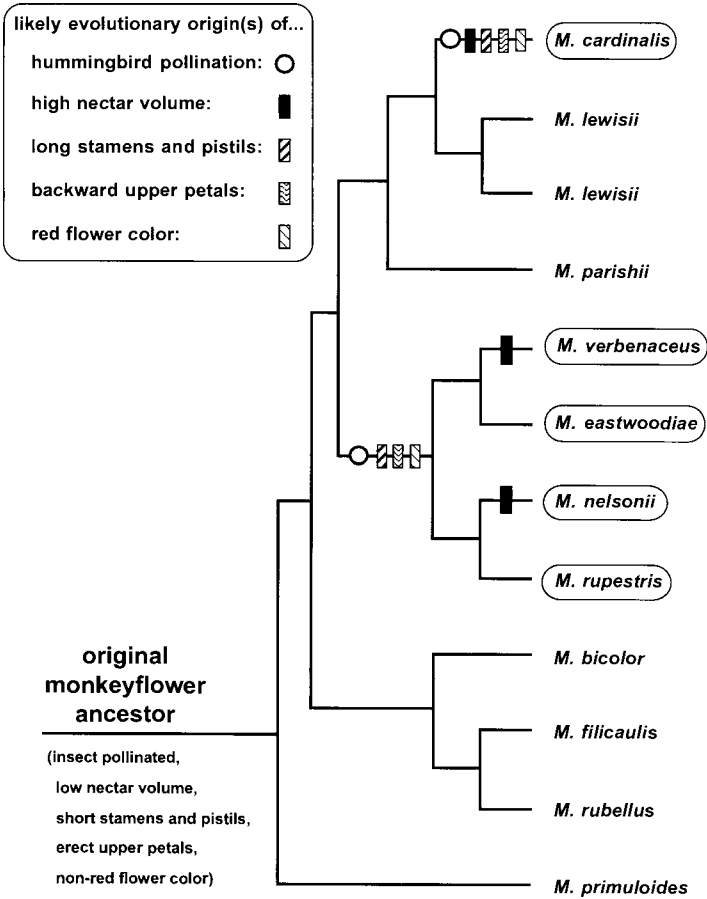 likely evolutionary origin(s) of...
hummingbird pollination:
high nectar volume:
long stamens and pistils:
backward upper petals:
red flower color:
M. cardinalis
M. lewisii
M. lewisii
M. parishii
M. verbenaceus
M. eastwoodiae
M. nelsonii
M. rupestris
M. bicolor
M. filicaulis
M. rubellus
M. primuloides
original
monkeyflower
ancestor
(insect pollinated,
low nectar volume,
short stamens and pistils,
erect upper petals,
non-red flower color)